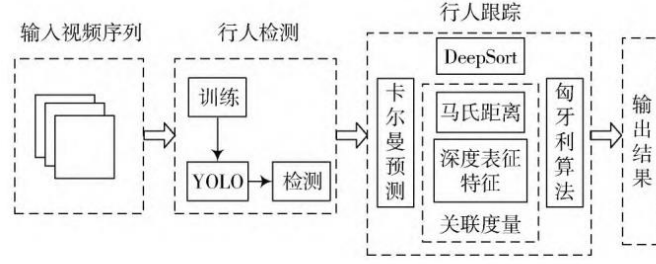 输入视频序列
行人检测
训练
YOLO
检测
行人跟踪
DeepSort
卡尔曼预测
马氏距离
深度表征
特征
关联度量
匈牙利算法
输出结果